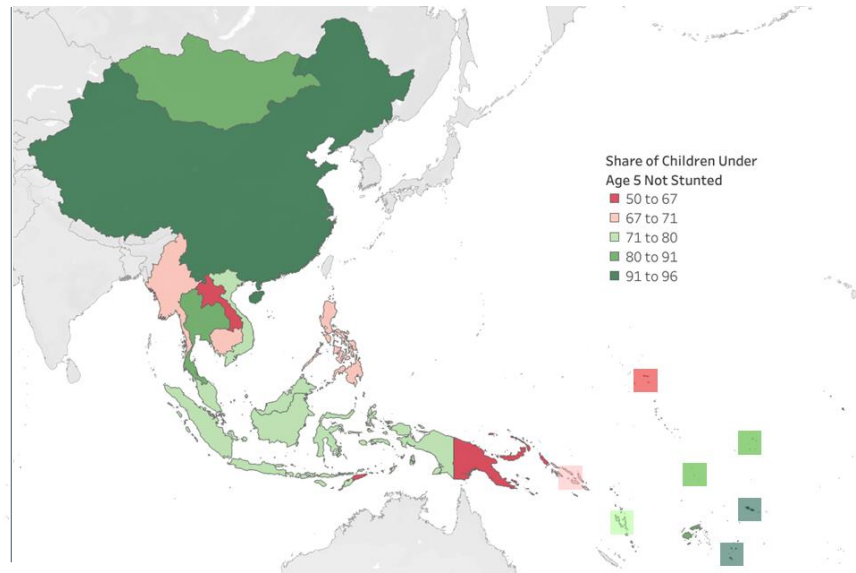 Share of Children Under
Age 5 Not Stunted
50 to 67
67 to 71
71 to 80
80 to 91
91 to 96